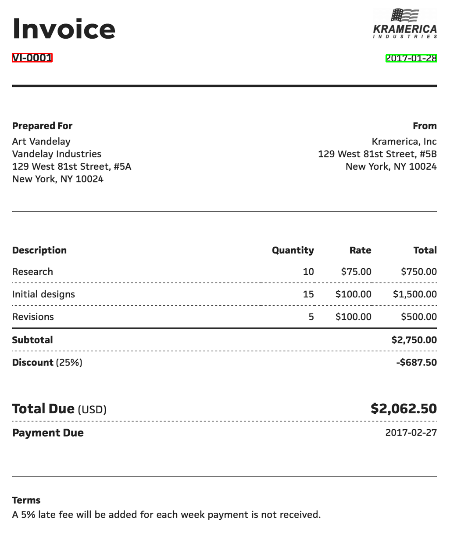 Invoice
KRAMERICA
INDUSTRIES
VI-0001
2017-01-28
Prepared For
From
Art Vandelay
Kramerica, Inc
Vandelay Industries
129 West 81st Street, #5B
129 West 81st Street, #5A
New York, NY 10024
New York, NY 10024
Description Quantity Rate Total
Research 10 $75.00 $750.00
Initial designs 15 $100.00 $1,500.00
Revisions 5 $100.00 $500.00
Subtotal $2,750.00
Discount (25%) -$687.50
Total Due (USD) $2,062.50
Payment Due 2017-02-27
Terms
A 5% late fee will be added for each week payment is not received.